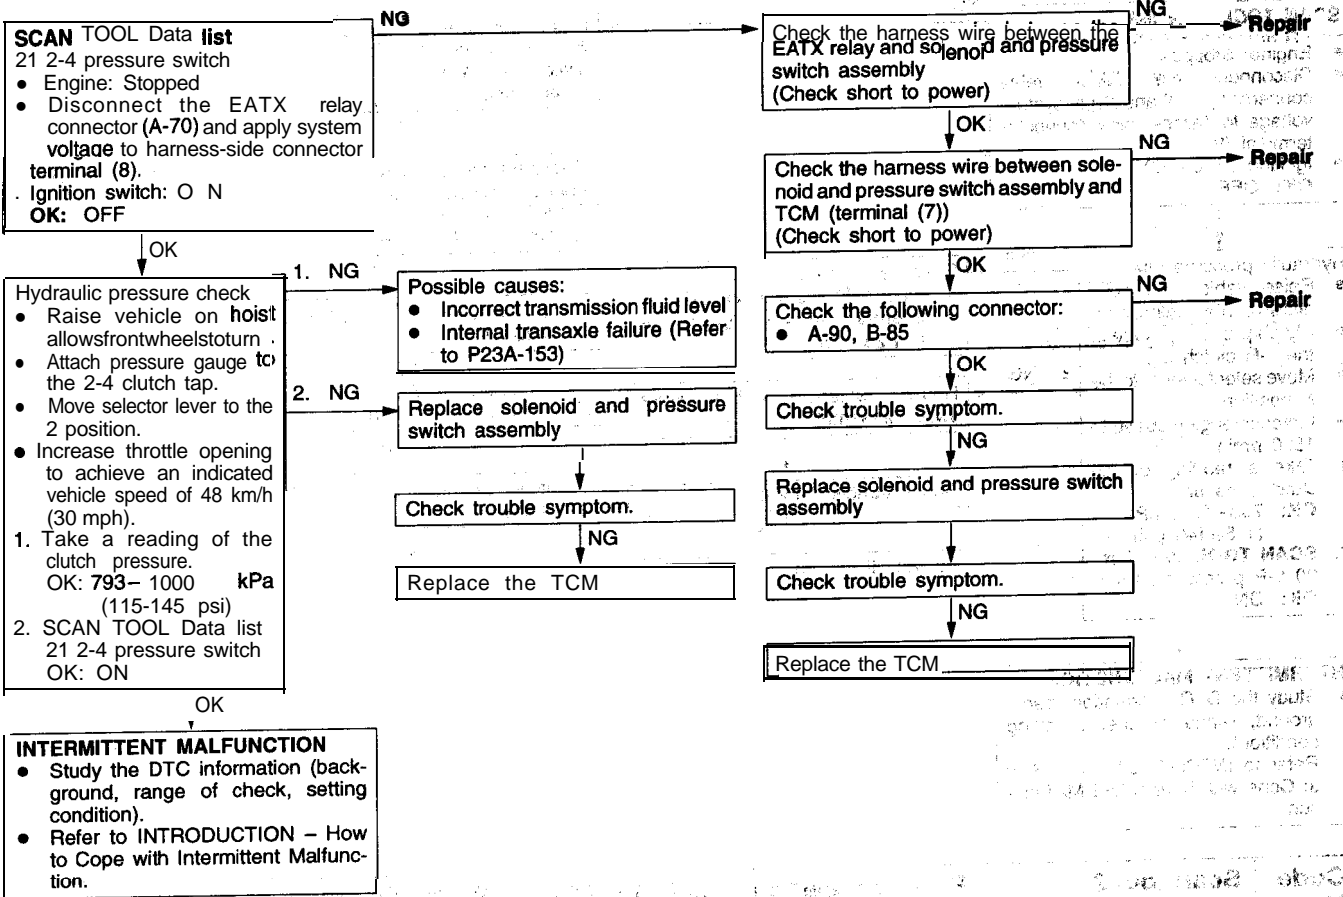 SCAN TOOL Data list
21 2-4 pressure switch
● Engine: Stopped
● Disconnect the EATX relay
connector (A-70) and apply system
voltage to harness-side connector
terminal (8).
. Ignition switch: O N
OK: OFF
OK
Hydraulic pressure check
● Raise vehicle on hoist
allowsfrontwheelstoturn .
● Attach pressure gauge to
the 2-4 clutch tap.
● Move selector lever to the
2 position.
● Increase throttle opening
to achieve an indicated
vehicle speed of 48 km/h
(30 mph).
1. Take a reading of the
clutch pressure.
OK: 793– 1000 kPa
(115-145 psi)
2. SCAN TOOL Data list
21 2-4 pressure switch
OK: ON
OK
INTERMITTENT MALFUNCTION
● Study the DTC information (back-
ground, range of check, setting
condition).
● Refer to INTRODUCTION – How
to Cope with Intermittent Malfunc-
tion.
1. NG
Possible causes:
● Incorrect transmission fluid level
● Internal transaxle failure (Refer
to P23A-153)
2. NG
Replace solenoid and pressure
switch assembly
Check trouble symptom.
NG
Replace the TCM
NG
Check the harness wire between the
EATX relay and solenoid and pressure
switch assembly
(Check short to power)
NG
Repair
OK
Check the harness wire between sole-
noid and pressure switch assembly and
TCM (terminal (7))
(Check short to power)
NG
Repair
OK
Check the following connector:
● A-90, B-85
NG
Repair
OK
Check trouble symptom.
NG
Replace solenoid and pressure switch
assembly
Check trouble symptom.
NG
Replace the TCM